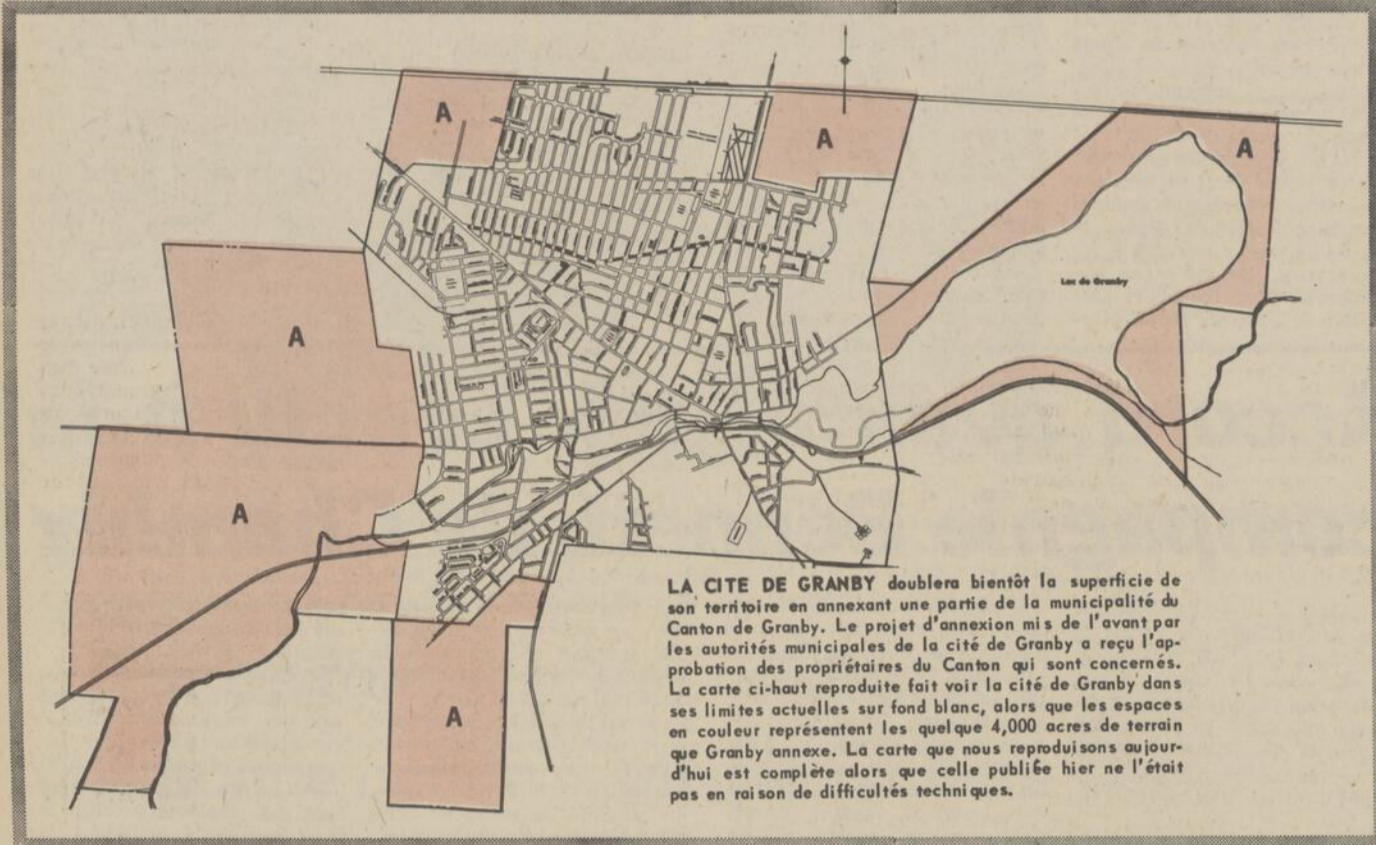 A
A
A
Lac de Granby
A
A
A
LA CITE DE GRANBY doublera bientôt la superficie de
son territoire en annexant une partie de la municipalité du
Canton de Granby. Le projet d'annexion mis de l'avant par
les autorités municipales de la cité de Granby a reçu l'ap-
probation des propriétaires du Canton qui sont concernés.
La carte ci-haut reproduite fait voir la cité de Granby dans
ses limites actuelles sur fond blanc, alors que les espaces
en couleur représentent les quelque 4,000 acres de terrain
que Granby annexe. La carte que nous reproduisons aujour-
d'hui est complète alors que celle publiée hier ne l'était
pas en raison de difficultés techniques.